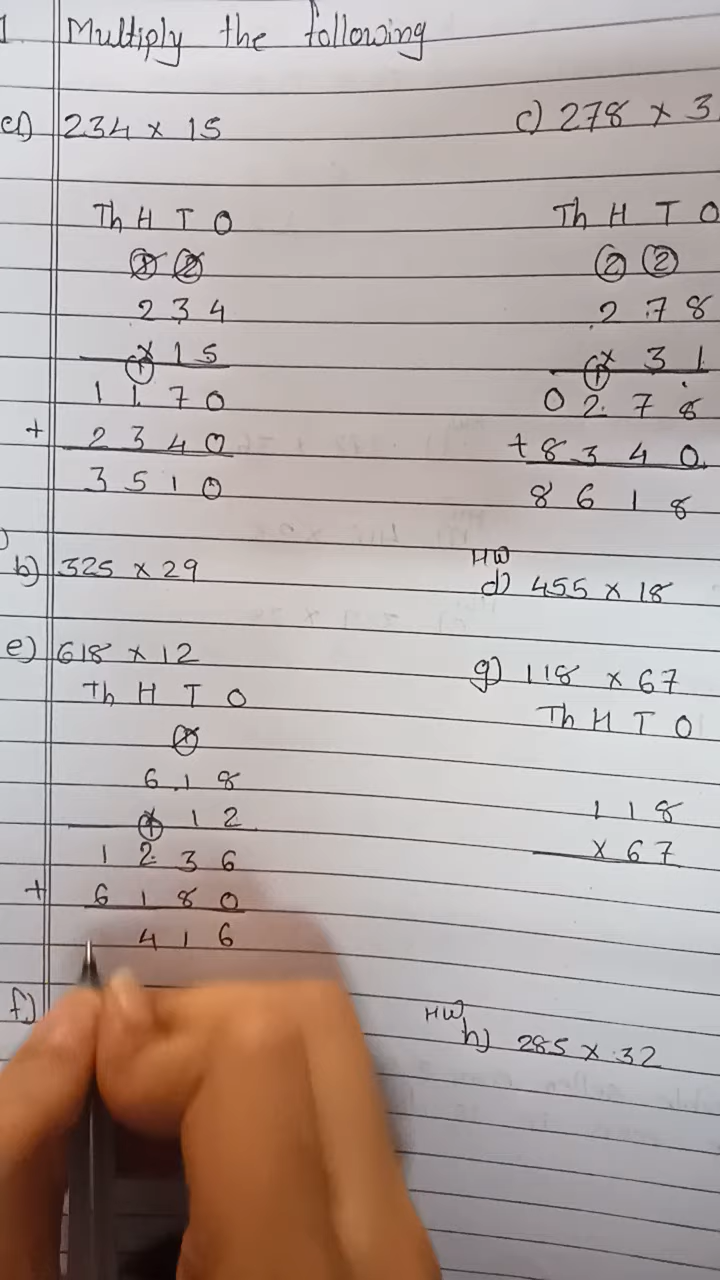 1 Multiply the following
a) 234 × 15
Th H T O
1 2
2 3 4
× 1 5
1
1 1 7 0
+ 2 3 4 0
3 5 1 0
c) 278 × 3
Th H T O
2 2
2 7 8
× 3 1
1
0 2 7 8
+ 8 3 4 0
8 6 1 8
b) 325 × 29
HW
d) 455 × 18
e) 618 × 12
Th H T O
1
6 1 8
× 1 2
1 2 3 6
+ 6 1 8 0
4 1 6
g) 118 × 67
Th H T O
1 1 8
× 6 7
f)
HW
h) 285 × 32